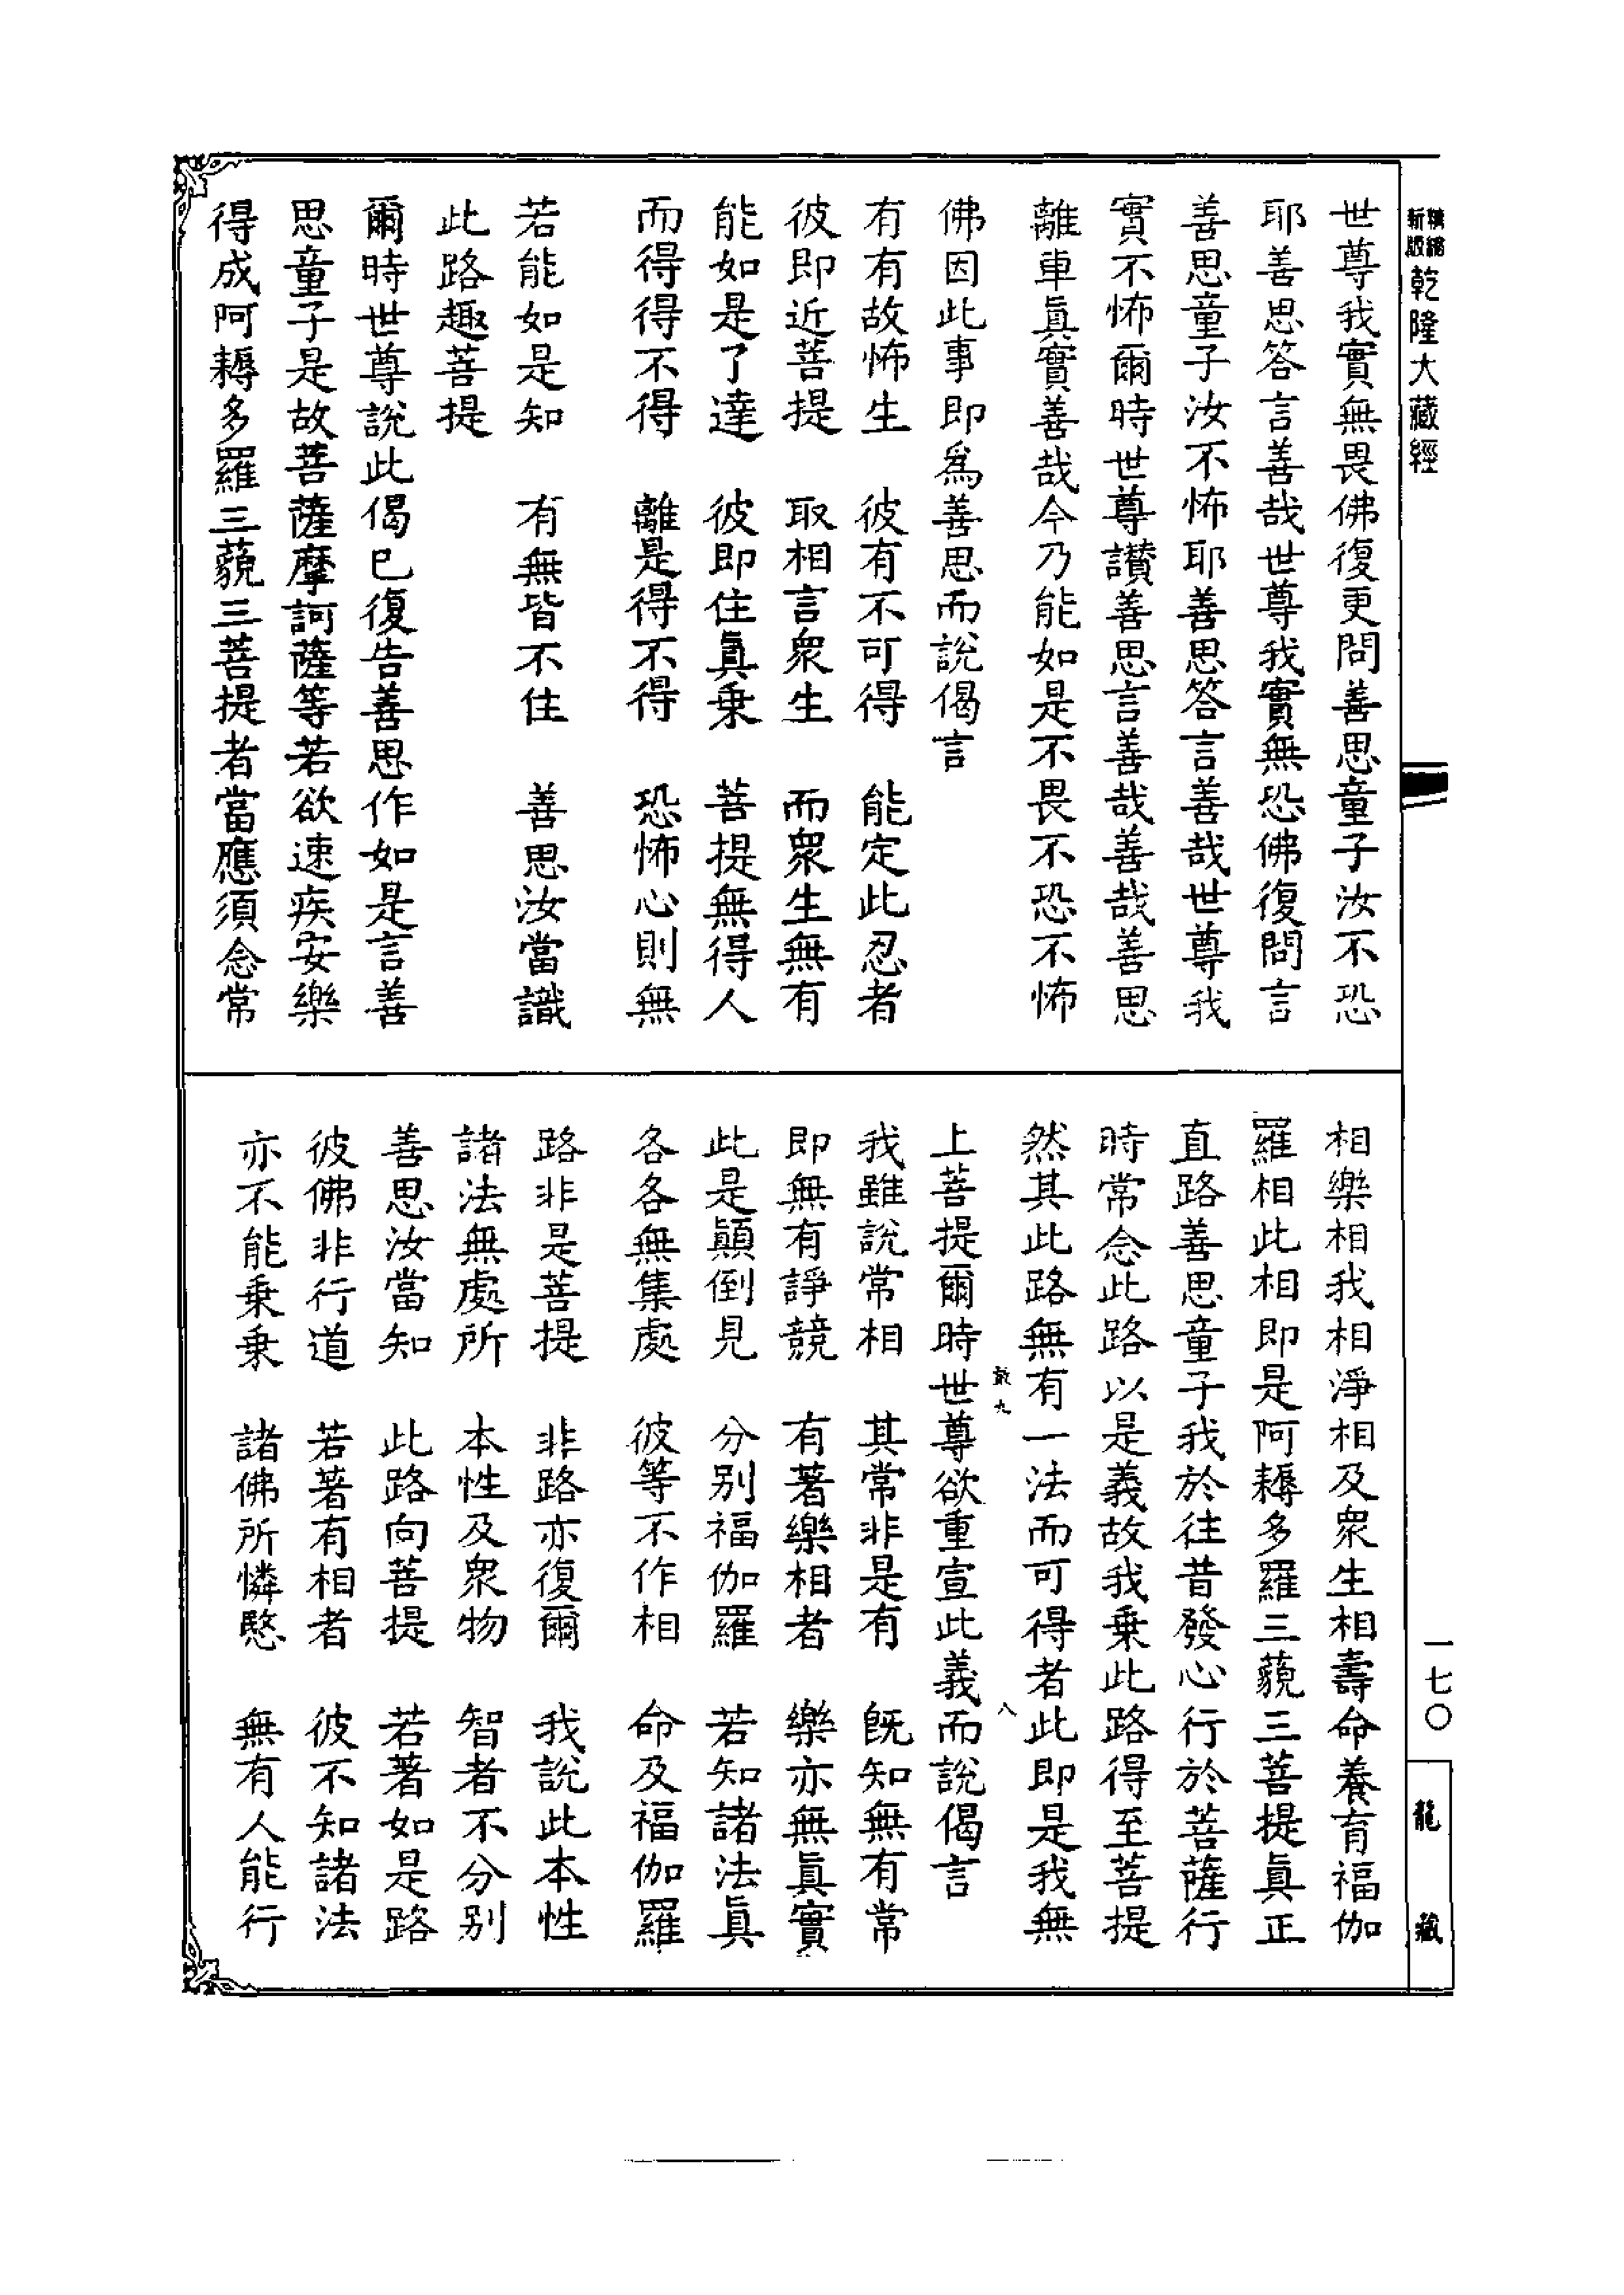 精縮
新版
乾隆大藏經
世尊我實無畏佛復更問善思童子汝不恐
耶善思答言善哉世尊我實無恐佛復問言
善思童子汝不怖耶善思答言善哉世尊我
實不怖爾時世尊讚善思言善哉善哉善思
離車眞實善哉今乃能如是不畏不恐不怖
佛因此事即爲善思而說偈言
有有故怖生　彼有不可得　能定此忍者
彼即近菩提　取相言衆生　而衆生無有
能如是了達　彼即住眞乗　菩提無得人
而得得不得　離是得不得　恐怖心則無
若能如是知　有無皆不住　善思汝當識
此路趣菩提
爾時世尊說此偈巳復告善思作如是言善
思童子是故菩薩摩訶薩等若欲速疾安樂
得成阿耨多羅三藐三菩提者當應須念常
相樂相我相淨相及衆生相壽命養育福伽
羅相此相即是阿耨多羅三藐三菩提眞正
直路善思童子我於往昔發心行於菩薩行
時常念此路以是義故我乗此路得至菩提
然其此路無有一法而可得者此即是我無
上菩提爾時世尊欲重宣此義而說偈言
我雖說常相　其常非是有　旣知無有常
即無有諍競　有著樂相者　樂亦無眞實
此是顚倒見　分別福伽羅　若知諸法眞
各各無集處　彼等不作相　命及福伽羅
路非是菩提　非路亦復爾　我說此本性
諸法無處所　本性及衆物　智者不分別
善思汝當知　此路向菩提　若著如是路
彼佛非行道　若著有相者　彼不知諸法
亦不能乗乗　諸佛所憐愍　無有人能行
九
八
一七〇
龍藏